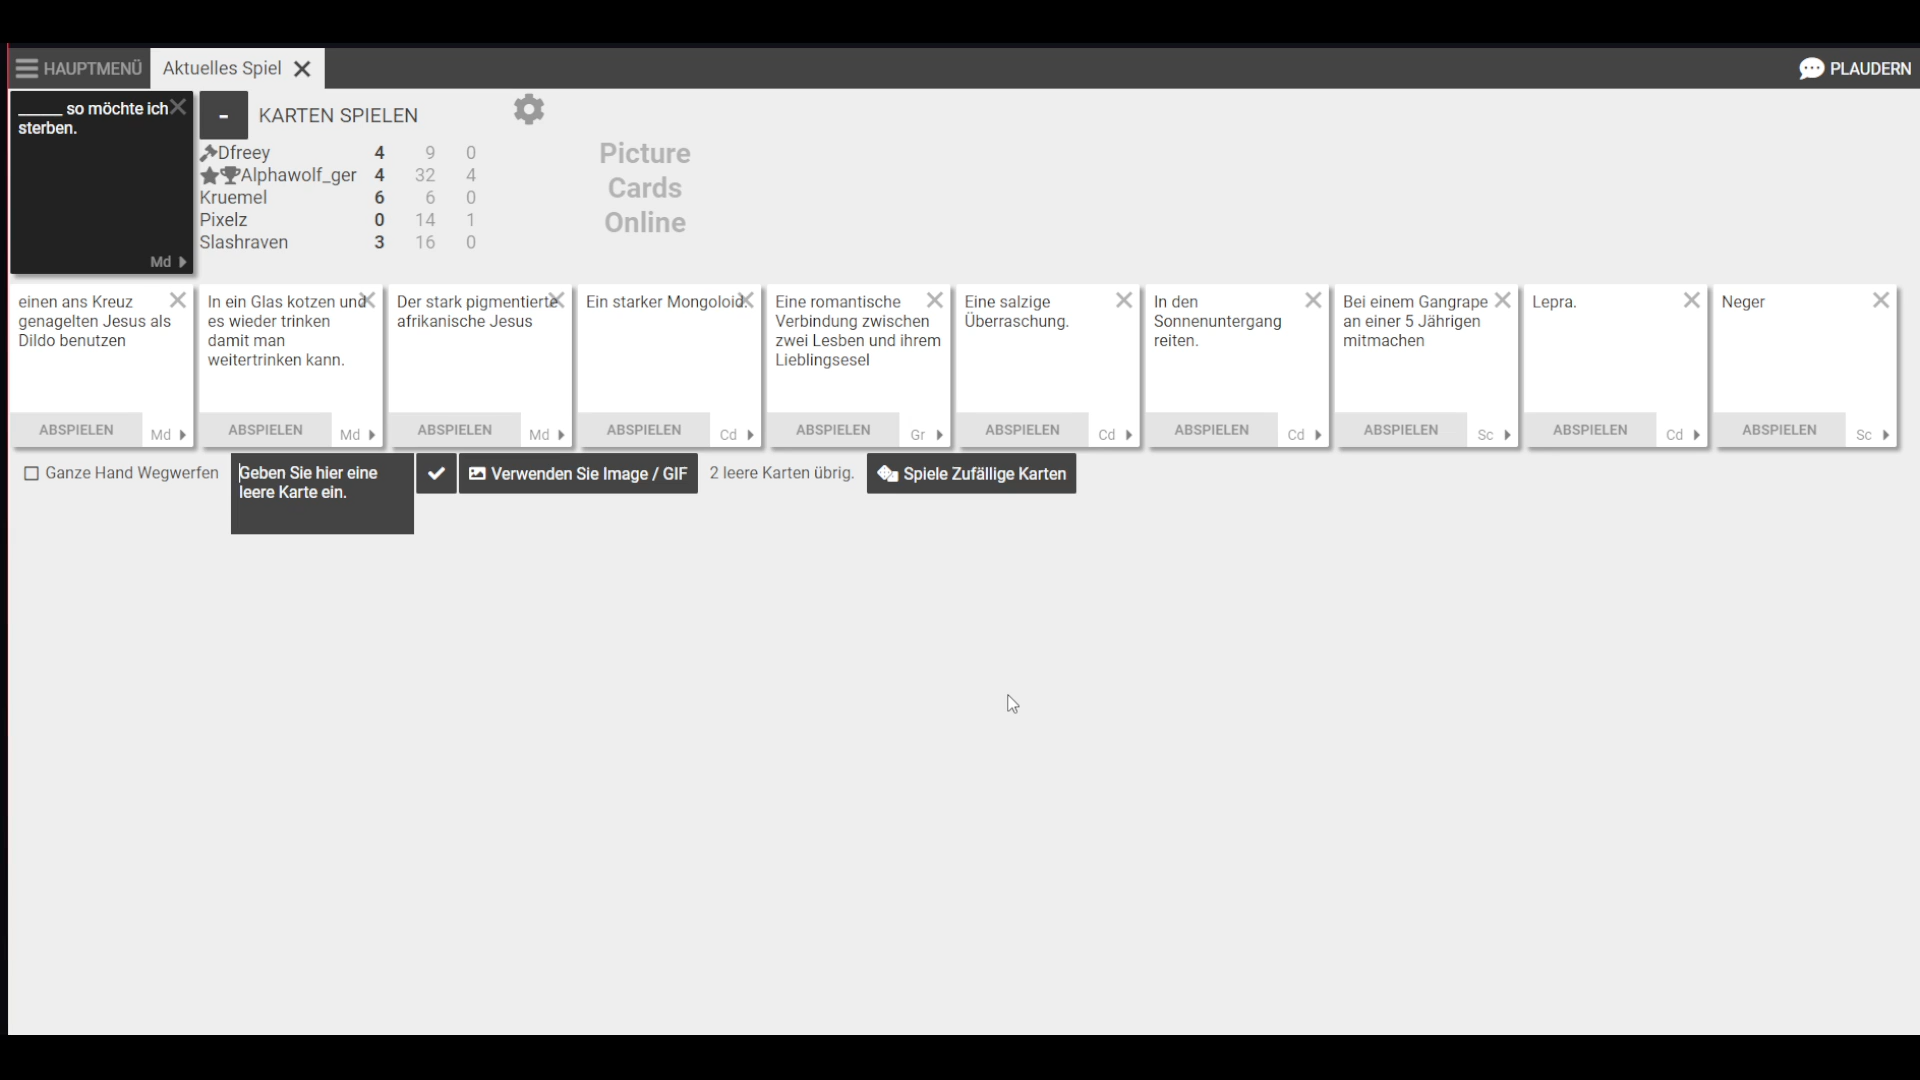 HAUPTMENÜ
Aktuelles Spiel
PLAUDERN
______ so möchte ich
sterben.
Md
-
KARTEN SPIELEN
Dfreey 4 9 0
Alphawolf_ger 4 32 4
Kruemel 6 6 0
Pixelz 0 14 1
Slashraven 3 16 0
Picture
Cards
Online
einen ans Kreuz
genagelten Jesus als
Dildo benutzen
ABSPIELEN
Md
In ein Glas kotzen und
es wieder trinken
damit man
weitertrinken kann.
ABSPIELEN
Md
Der stark pigmentierte
afrikanische Jesus
ABSPIELEN
Md
Ein starker Mongoloid.
ABSPIELEN
Cd
Eine romantische
Verbindung zwischen
zwei Lesben und ihrem
Lieblingsesel
ABSPIELEN
Gr
Eine salzige
Überraschung.
ABSPIELEN
Cd
In den
Sonnenuntergang
reiten.
ABSPIELEN
Cd
Bei einem Gangrape
an einer 5 Jährigen
mitmachen
ABSPIELEN
Sc
Lepra.
ABSPIELEN
Cd
Neger
ABSPIELEN
Sc
Ganze Hand Wegwerfen
Geben Sie hier eine
leere Karte ein.
Verwenden Sie Image / GIF
2 leere Karten übrig.
Spiele Zufällige Karten